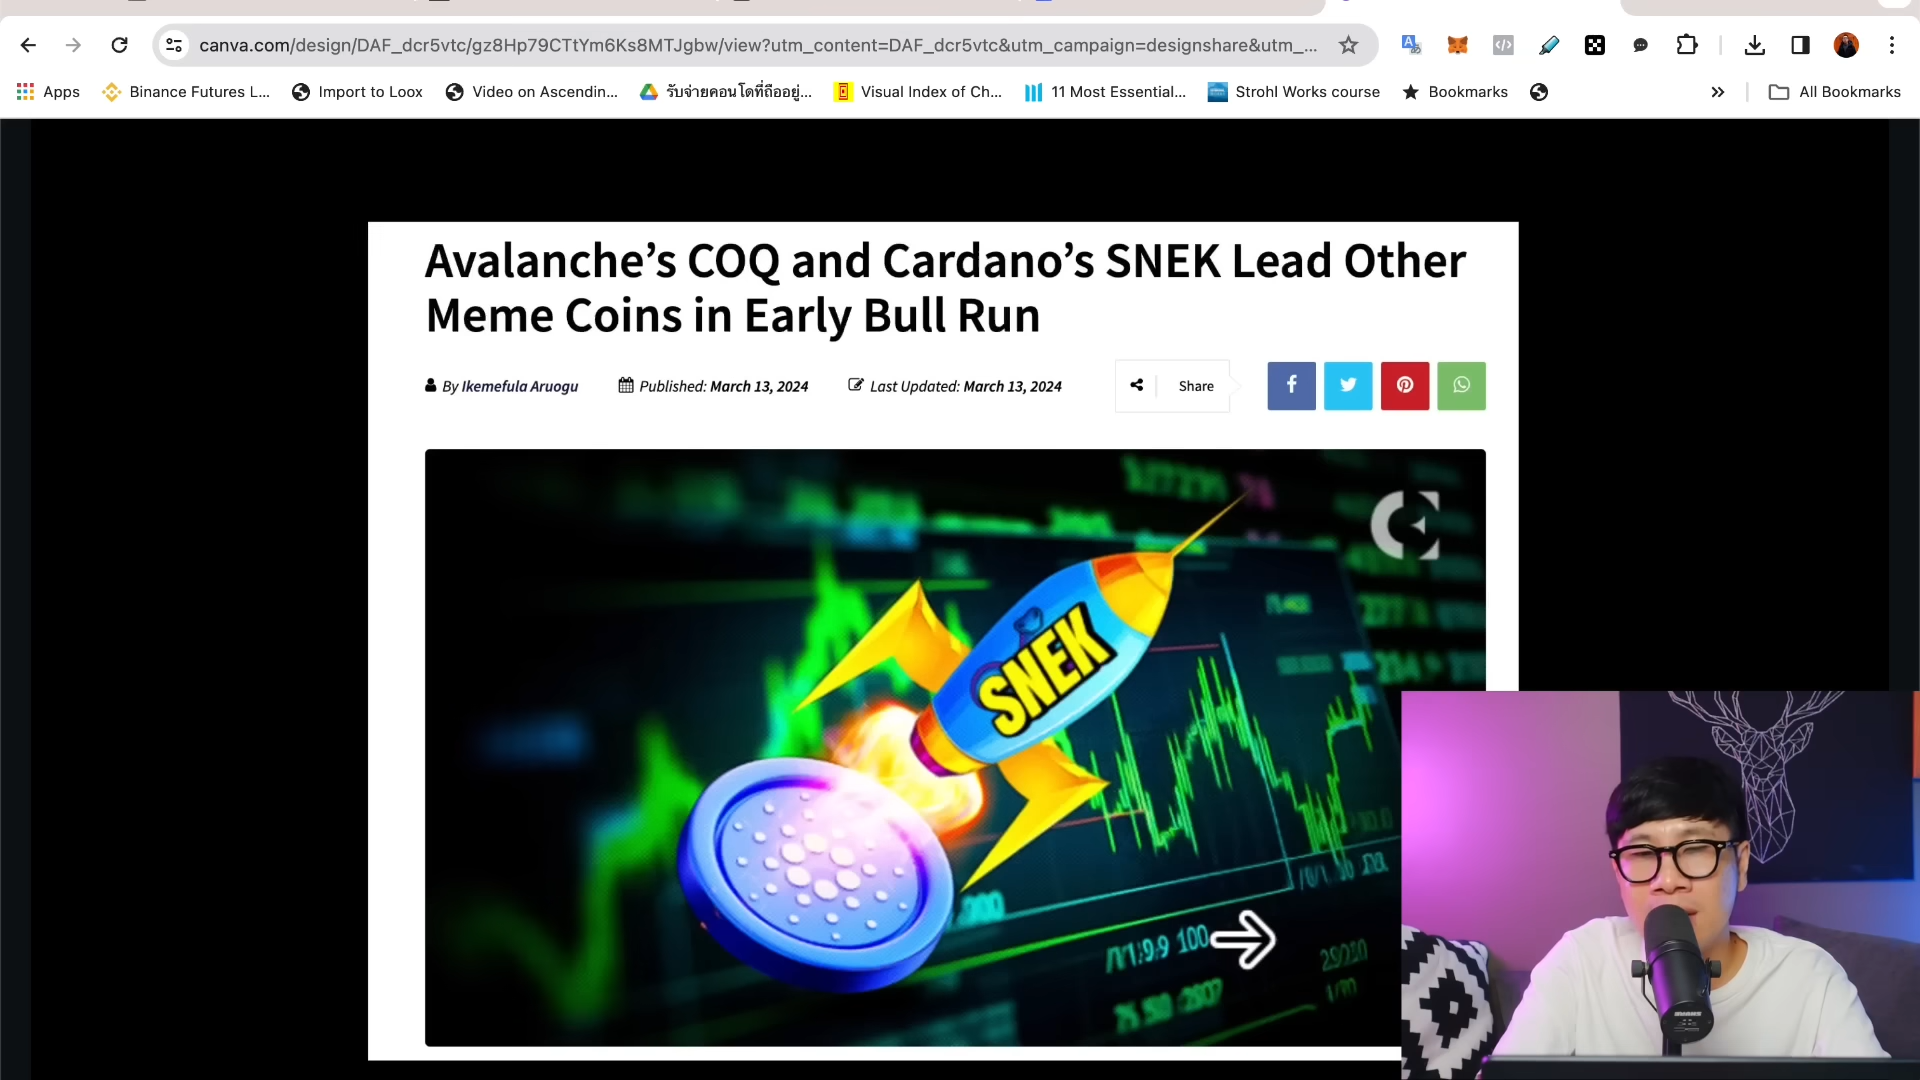 canva.com/design/DAF_dcr5vtc/gz8Hp79CTtYm6Ks8MTJgbw/view?utm_content=DAF_dcr5vtc&utm_campaign=designshare&utm_...
Apps Binance Futures L... Import to Loox Video on Ascendin... รับจ่ายคอนโดที่ถืออยู่... Visual Index of Ch... 11 Most Essential... Strohl Works course Bookmarks All Bookmarks
Avalanche’s COQ and Cardano’s SNEK Lead Other
Meme Coins in Early Bull Run
By Ikemefula Aruogu Published: March 13, 2024 Last Updated: March 13, 2024 Share
SNEK